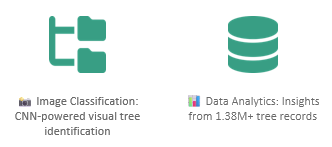 📷 Image Classification:
CNN-powered visual tree
identification
📊 Data Analytics: Insights
from 1.38M+ tree records